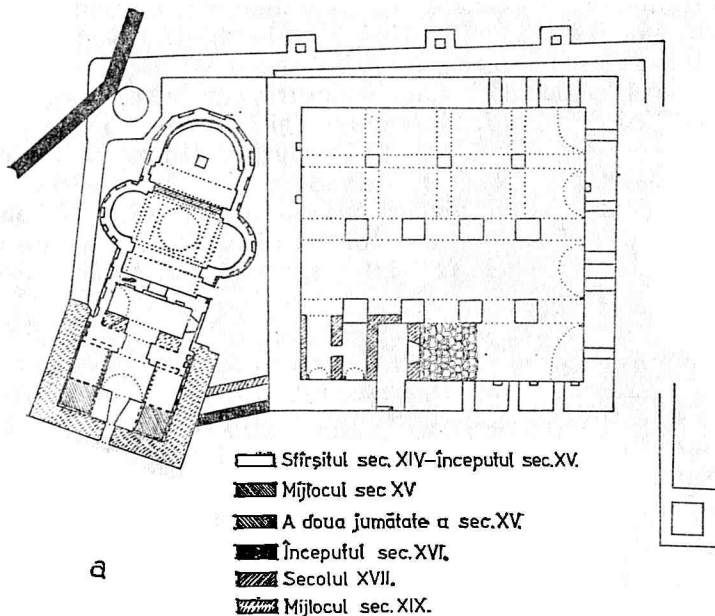 Sfîrșitul sec. XIV–începutul sec. XV.
Mijlocul sec XV
A doua jumătate a sec. XV.
Începutul sec. XVI.
Secolul XVII.
Mijlocul sec. XIX.
a